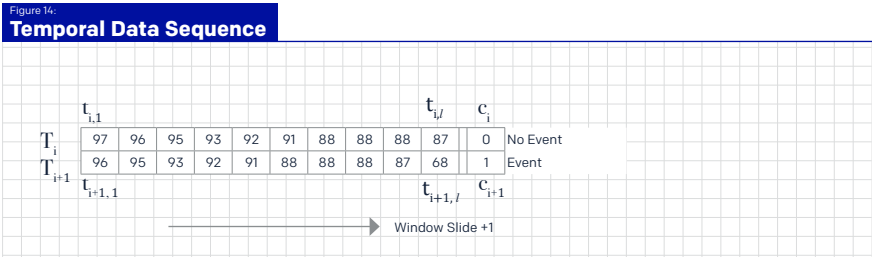 Figure 14:
Temporal Data Sequence
t i,1 t i,l c i
T i 97 96 95 93 92 91 88 88 88 87 0 No Event
T i+1 96 95 93 92 91 88 88 88 87 68 1 Event
t i+1, 1 t i+1, l c i+1
Window Slide +1